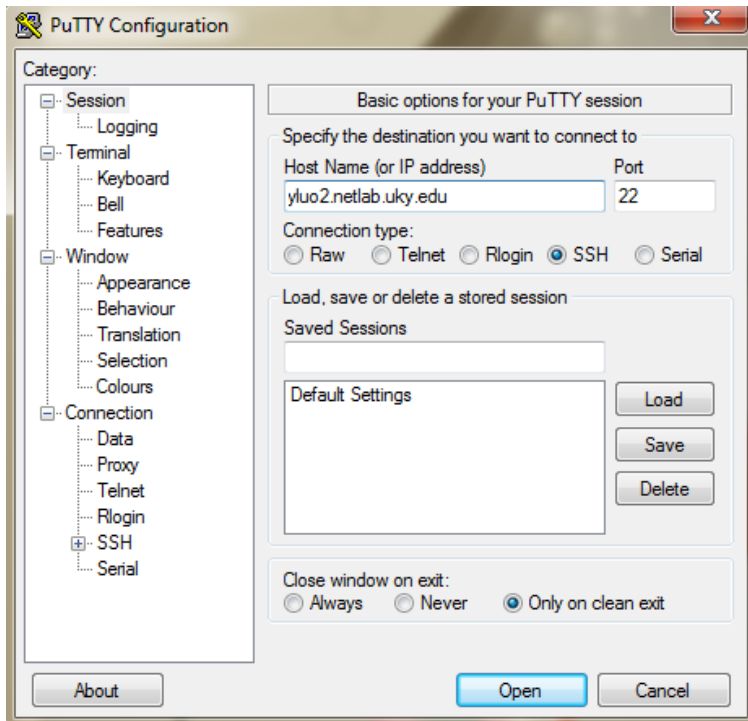 PuTTY Configuration
Category:
Session
Logging
Terminal
Keyboard
Bell
Features
Window
Appearance
Behaviour
Translation
Selection
Colours
Connection
Data
Proxy
Telnet
Rlogin
SSH
Serial
Basic options for your PuTTY session
Specify the destination you want to connect to
Host Name (or IP address) Port
yluo2.netlab.uky.edu 22
Connection type:
Raw Telnet Rlogin SSH Serial
Load, save or delete a stored session
Saved Sessions
Default Settings
Load
Save
Delete
Close window on exit:
Always Never Only on clean exit
About Open Cancel